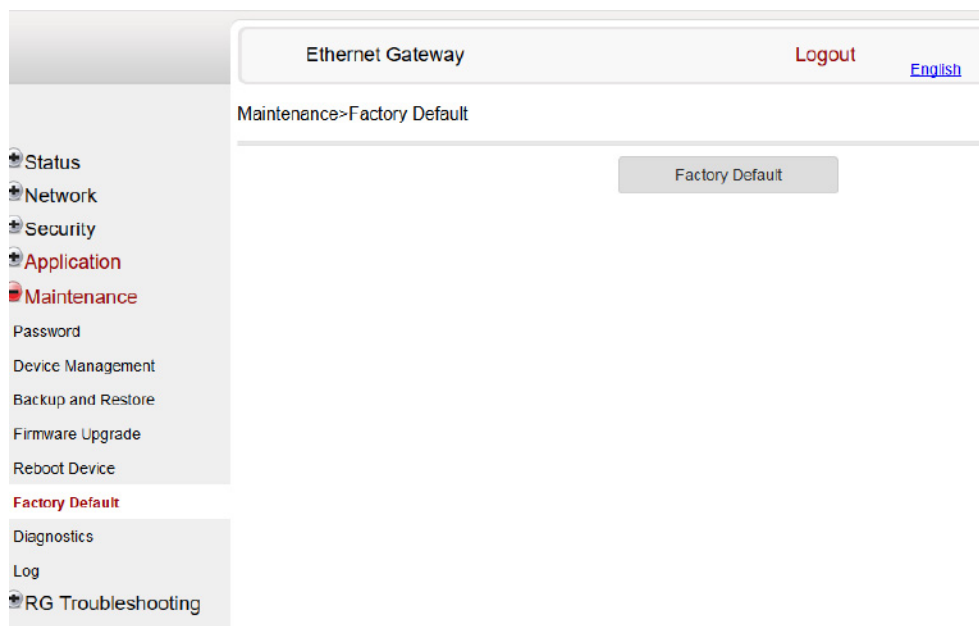 Ethernet Gateway
Logout
English
Maintenance>Factory Default
Factory Default
Status
Network
Security
Application
Maintenance
Password
Device Management
Backup and Restore
Firmware Upgrade
Reboot Device
Factory Default
Diagnostics
Log
RG Troubleshooting